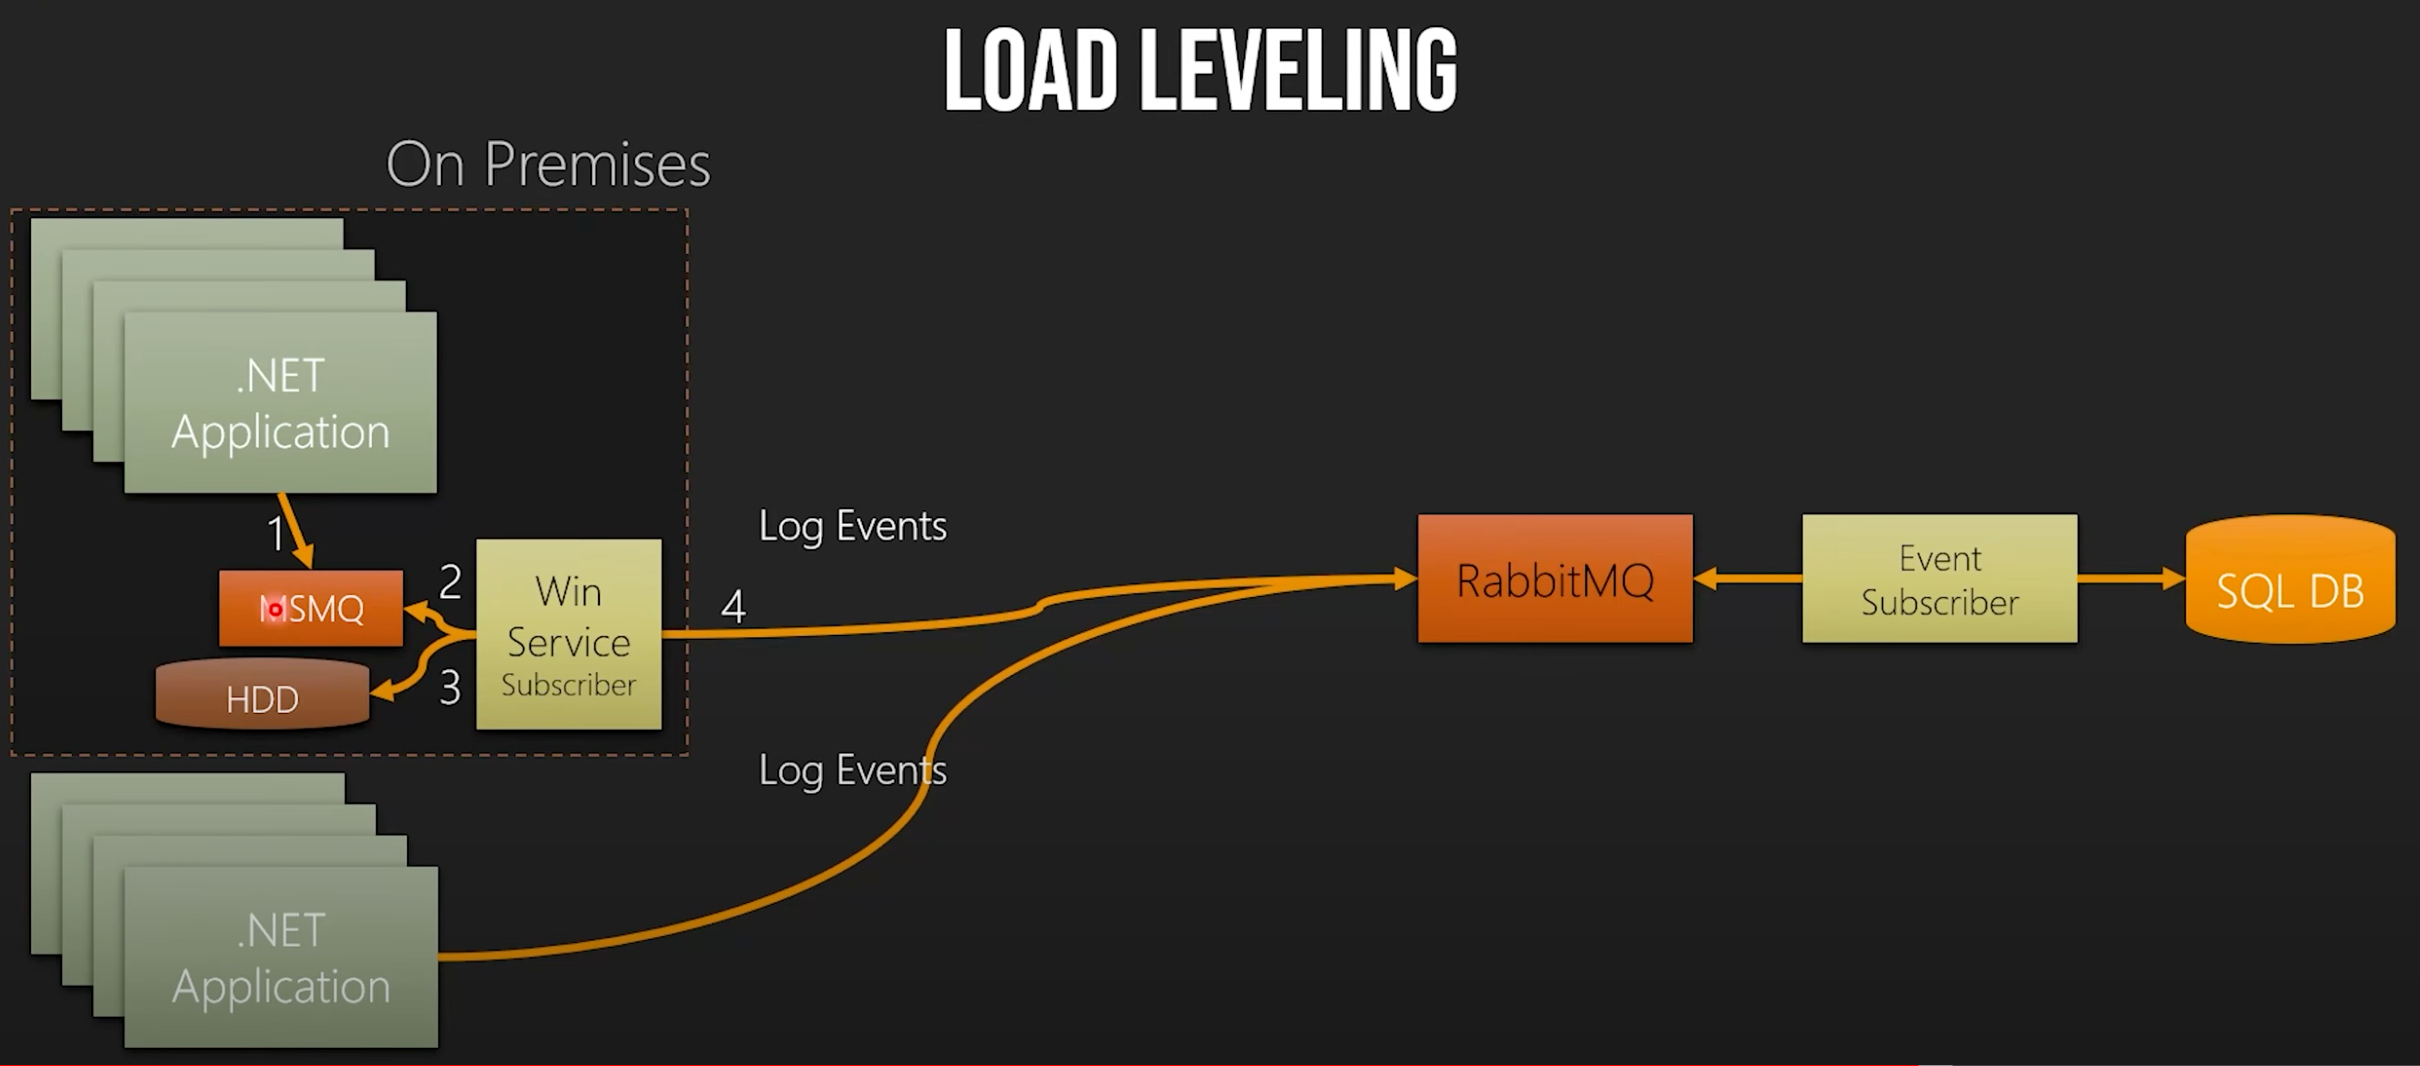 LOAD LEVELING
On Premises
.NET
Application
1
MSMQ
2
HDD
3
Win
Service
Subscriber
4
Log Events
Log Events
.NET
Application
RabbitMQ
Event
Subscriber
SQL DB